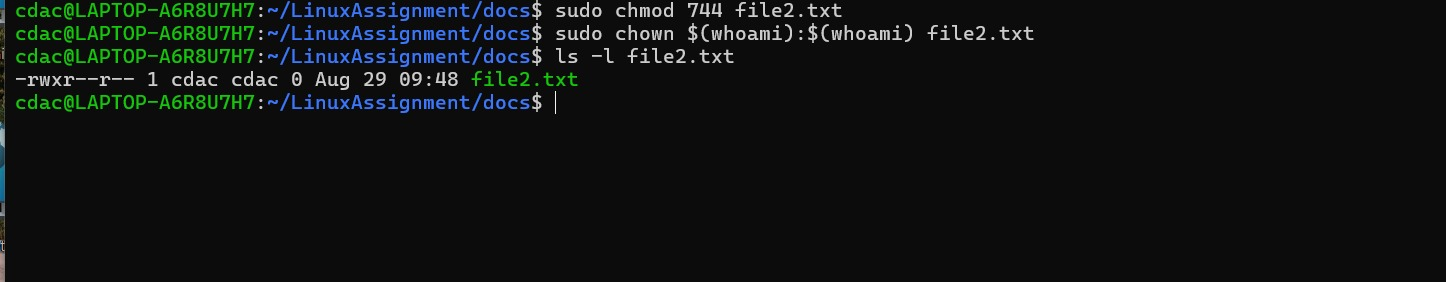 cdac@LAPTOP-A6R8U7H7:~/LinuxAssignment/docs$ sudo chmod 744 file2.txt
cdac@LAPTOP-A6R8U7H7:~/LinuxAssignment/docs$ sudo chown $(whoami):$(whoami) file2.txt
cdac@LAPTOP-A6R8U7H7:~/LinuxAssignment/docs$ ls -l file2.txt
-rwxr--r-- 1 cdac cdac 0 Aug 29 09:48 file2.txt
cdac@LAPTOP-A6R8U7H7:~/LinuxAssignment/docs$